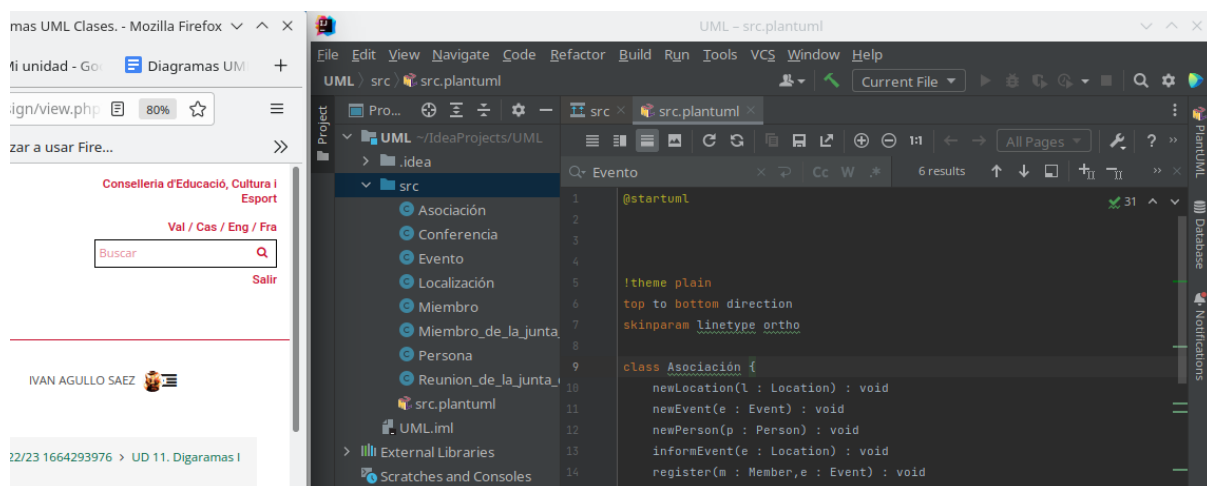 mas UML Clases. - Mozilla Firefox
Mi unidad - Go
Diagramas UM
sign/view.php
80%
zar a usar Fire...
Conselleria d'Educació, Cultura i
Esport
Val / Cas / Eng / Fra
Buscar
Salir
IVAN AGULLO SAEZ
22/23 1664293976 > UD 11. Digaramas I
UML – src.plantuml
File Edit View Navigate Code Refactor Build Run Tools VCS Window Help
UML > src > src.plantuml
Current File
Project
Pro...
UML ~/IdeaProjects/UML
.idea
src
Asociación
Conferencia
Evento
Localización
Miembro
Miembro_de_la_junta_
Persona
Reunion_de_la_junta_
src.plantuml
UML.iml
External Libraries
Scratches and Consoles
src
src.plantuml
1:1
All Pages
Evento
Cc W .*
6 results
31
1 @startuml
2
3
4
5 !theme plain
6 top to bottom direction
7 skinparam linetype ortho
8
9 class Asociación {
10 newLocation(l : Location) : void
11 newEvent(e : Event) : void
12 newPerson(p : Person) : void
13 informEvent(e : Location) : void
14 register(m : Member,e : Event) : void
PlantUML
Database
Notifications